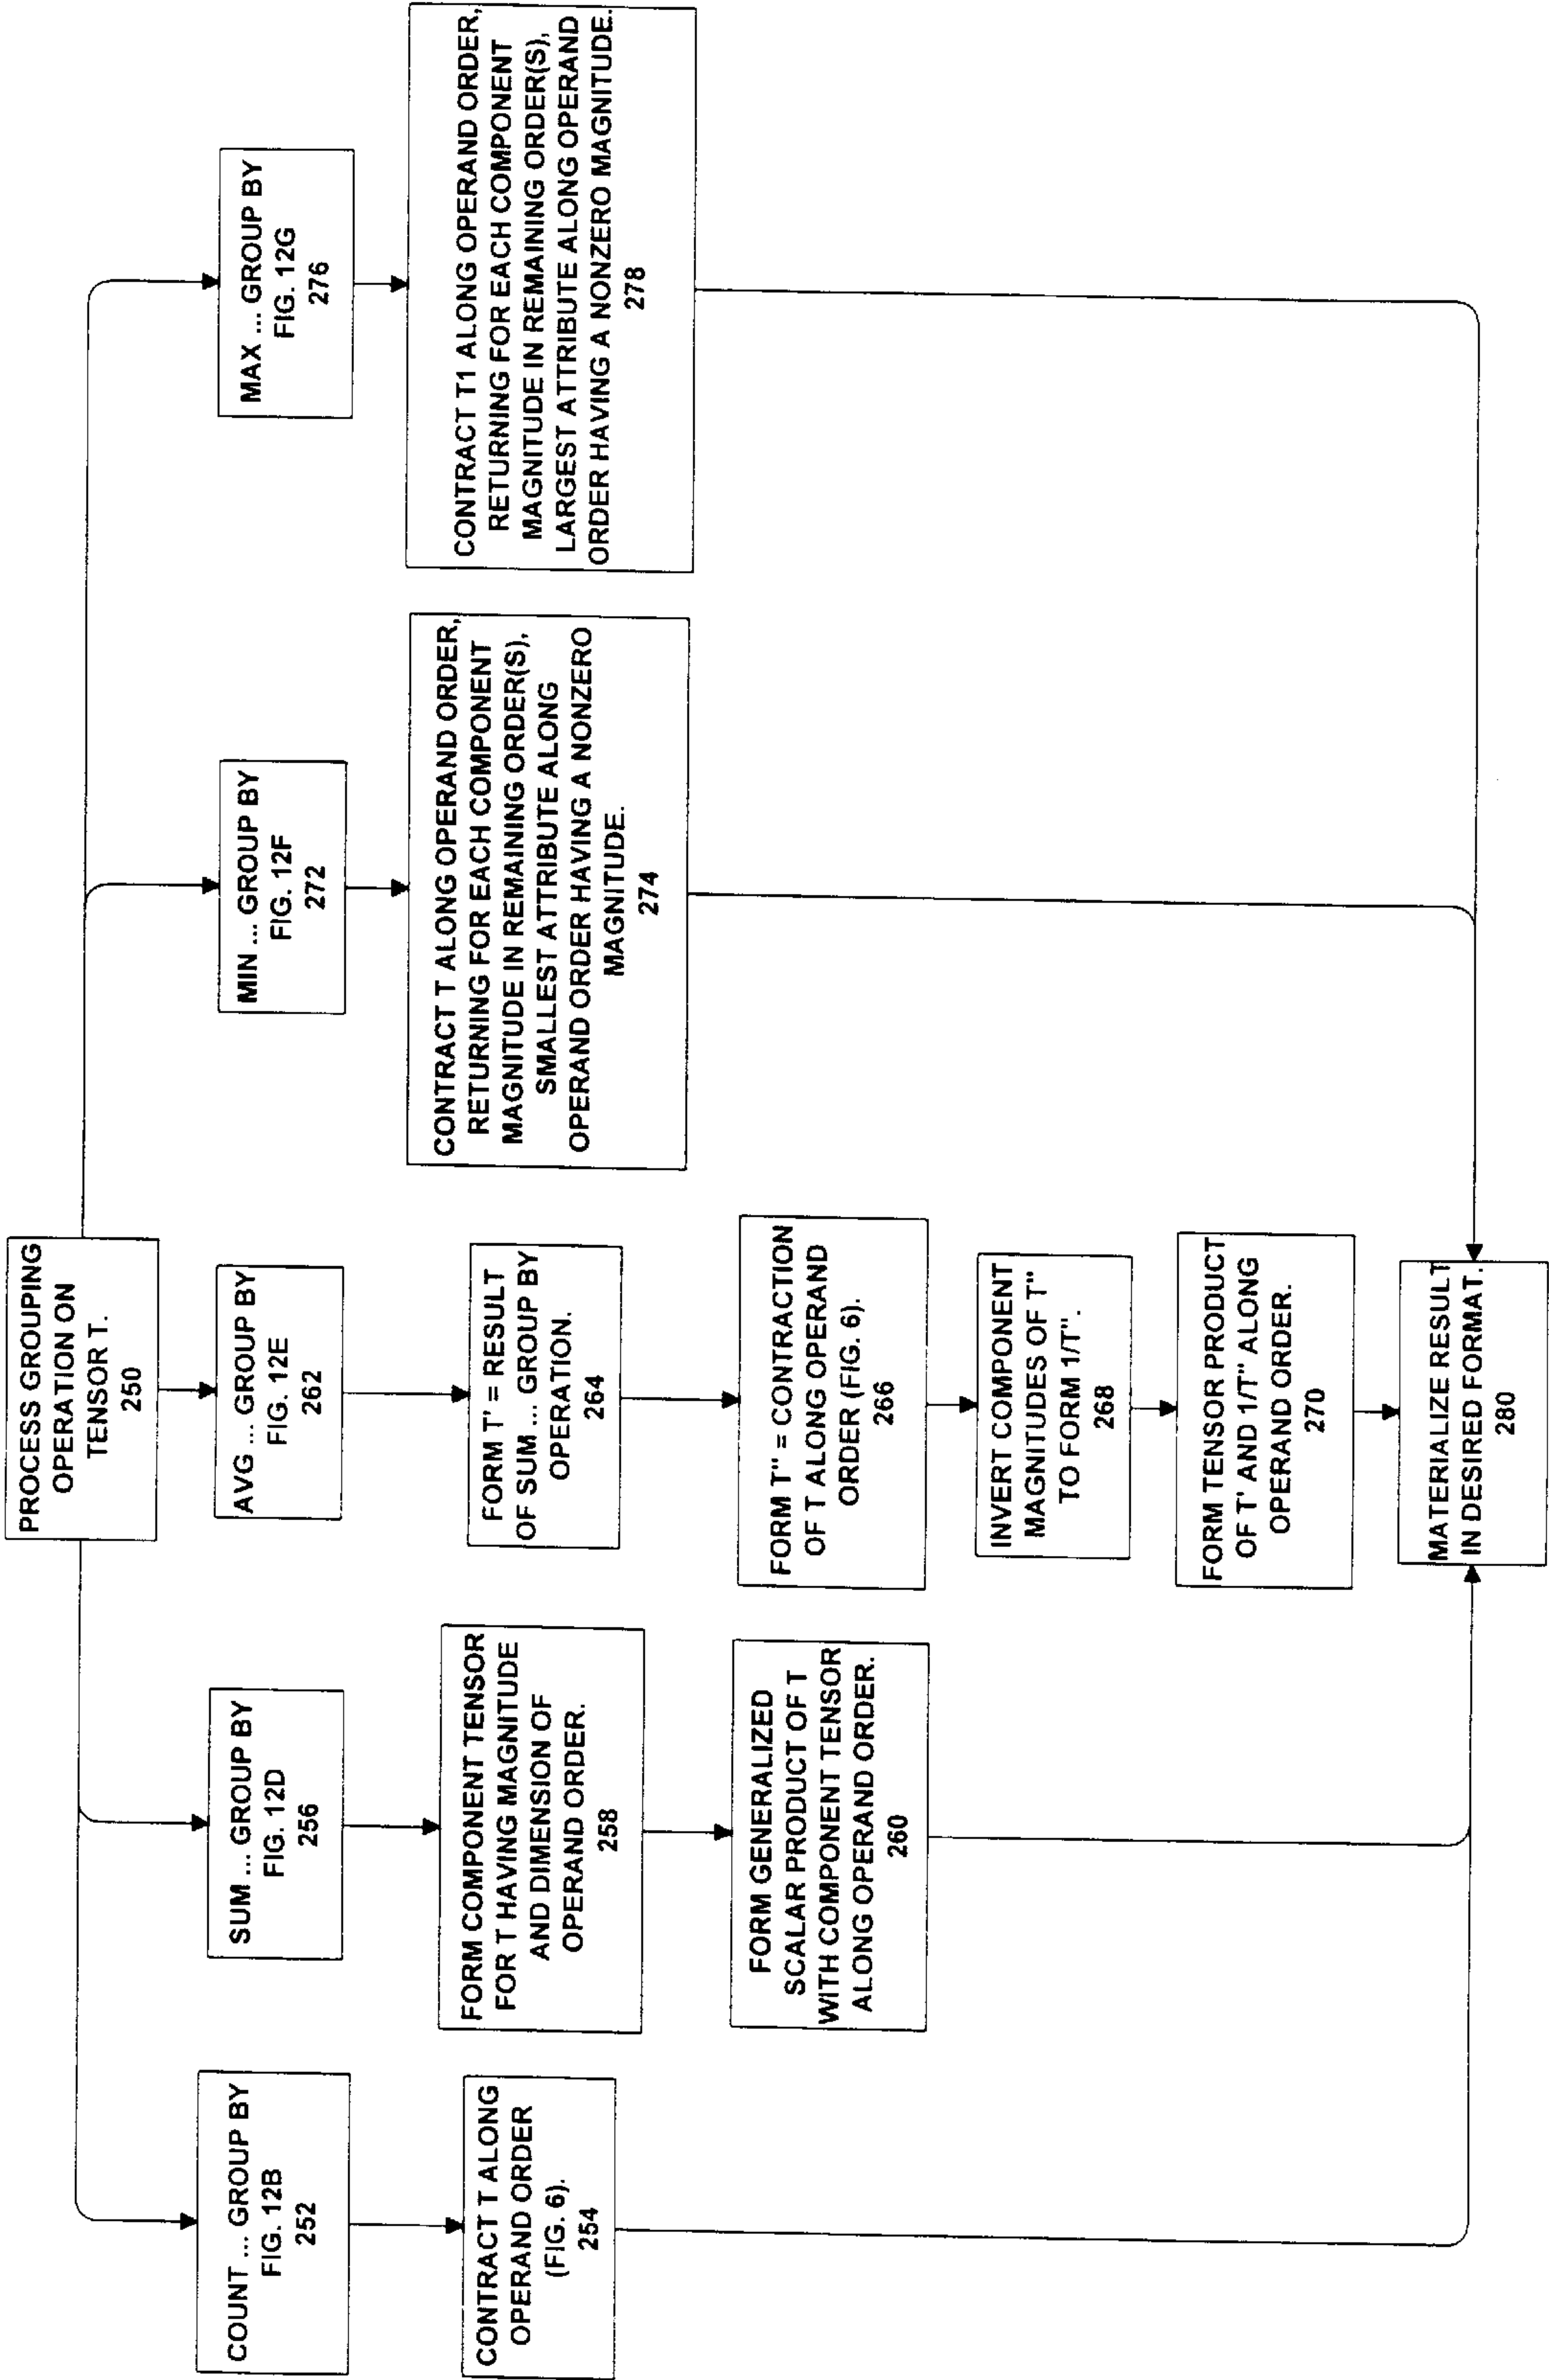 PROCESS GROUPING
OPERATION ON
TENSOR T.
250
COUNT ... GROUP BY
FIG. 12B
252
CONTRACT T ALONG
OPERAND ORDER
(FIG. 6).
254
SUM ... GROUP BY
FIG. 12D
256
FORM COMPONENT TENSOR
FOR T HAVING MAGNITUDE
AND DIMENSION OF
OPERAND ORDER.
258
FORM GENERALIZED
SCALAR PRODUCT OF T
WITH COMPONENT TENSOR
ALONG OPERAND ORDER.
260
AVG ... GROUP BY
FIG. 12E
262
FORM T' = RESULT
OF SUM ... GROUP BY
OPERATION.
264
FORM T" = CONTRACTION
OF T ALONG OPERAND
ORDER (FIG. 6).
266
INVERT COMPONENT
MAGNITUDES OF T"
TO FORM 1/T".
268
FORM TENSOR PRODUCT
OF T' AND 1/T" ALONG
OPERAND ORDER.
270
MIN ... GROUP BY
FIG. 12F
272
CONTRACT T ALONG OPERAND ORDER,
RETURNING FOR EACH COMPONENT
MAGNITUDE IN REMAINING ORDER(S),
SMALLEST ATTRIBUTE ALONG
OPERAND ORDER HAVING A NONZERO
MAGNITUDE.
274
MAX ... GROUP BY
FIG. 12G
276
CONTRACT T1 ALONG OPERAND ORDER,
RETURNING FOR EACH COMPONENT
MAGNITUDE IN REMAINING ORDER(S),
LARGEST ATTRIBUTE ALONG OPERAND
ORDER HAVING A NONZERO MAGNITUDE.
278
MATERIALIZE RESULT
IN DESIRED FORMAT.
280